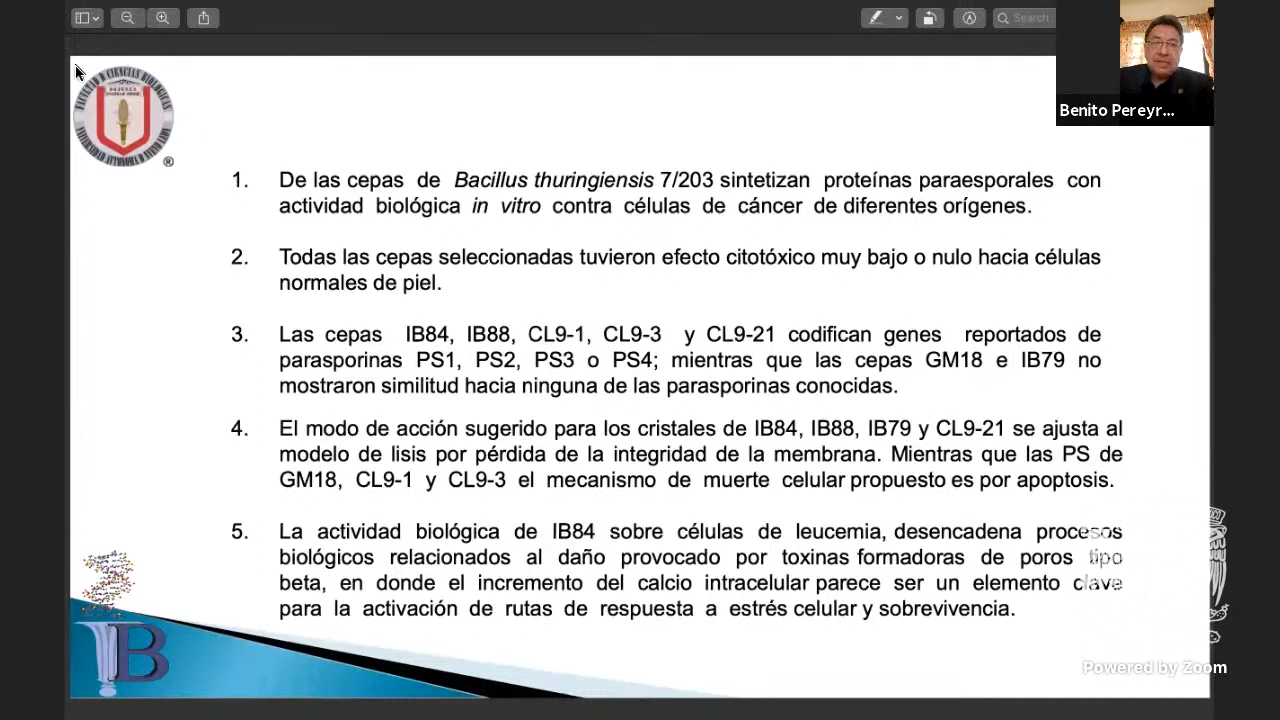 Search
Benito Pereyr...
FACULTAD D CIENCIAS BIOLOGICAS
®
1. De las cepas de Bacillus thuringiensis 7/203 sintetizan proteínas paraesporales con
actividad biológica in vitro contra células de cáncer de diferentes orígenes.
2. Todas las cepas seleccionadas tuvieron efecto citotóxico muy bajo o nulo hacia células
normales de piel.
3. Las cepas IB84, IB88, CL9-1, CL9-3 y CL9-21 codifican genes reportados de
parasporinas PS1, PS2, PS3 o PS4; mientras que las cepas GM18 e IB79 no
mostraron similitud hacia ninguna de las parasporinas conocidas.
4. El modo de acción sugerido para los cristales de IB84, IB88, IB79 y CL9-21 se ajusta al
modelo de lisis por pérdida de la integridad de la membrana. Mientras que las PS de
GM18, CL9-1 y CL9-3 el mecanismo de muerte celular propuesto es por apoptosis.
5. La actividad biológica de IB84 sobre células de leucemia, desencadena procesos
biológicos relacionados al daño provocado por toxinas formadoras de poros tipo
beta, en donde el incremento del calcio intracelular parece ser un elemento clave
para la activación de rutas de respuesta a estrés celular y sobrevivencia.
IB
Powered by Zoom